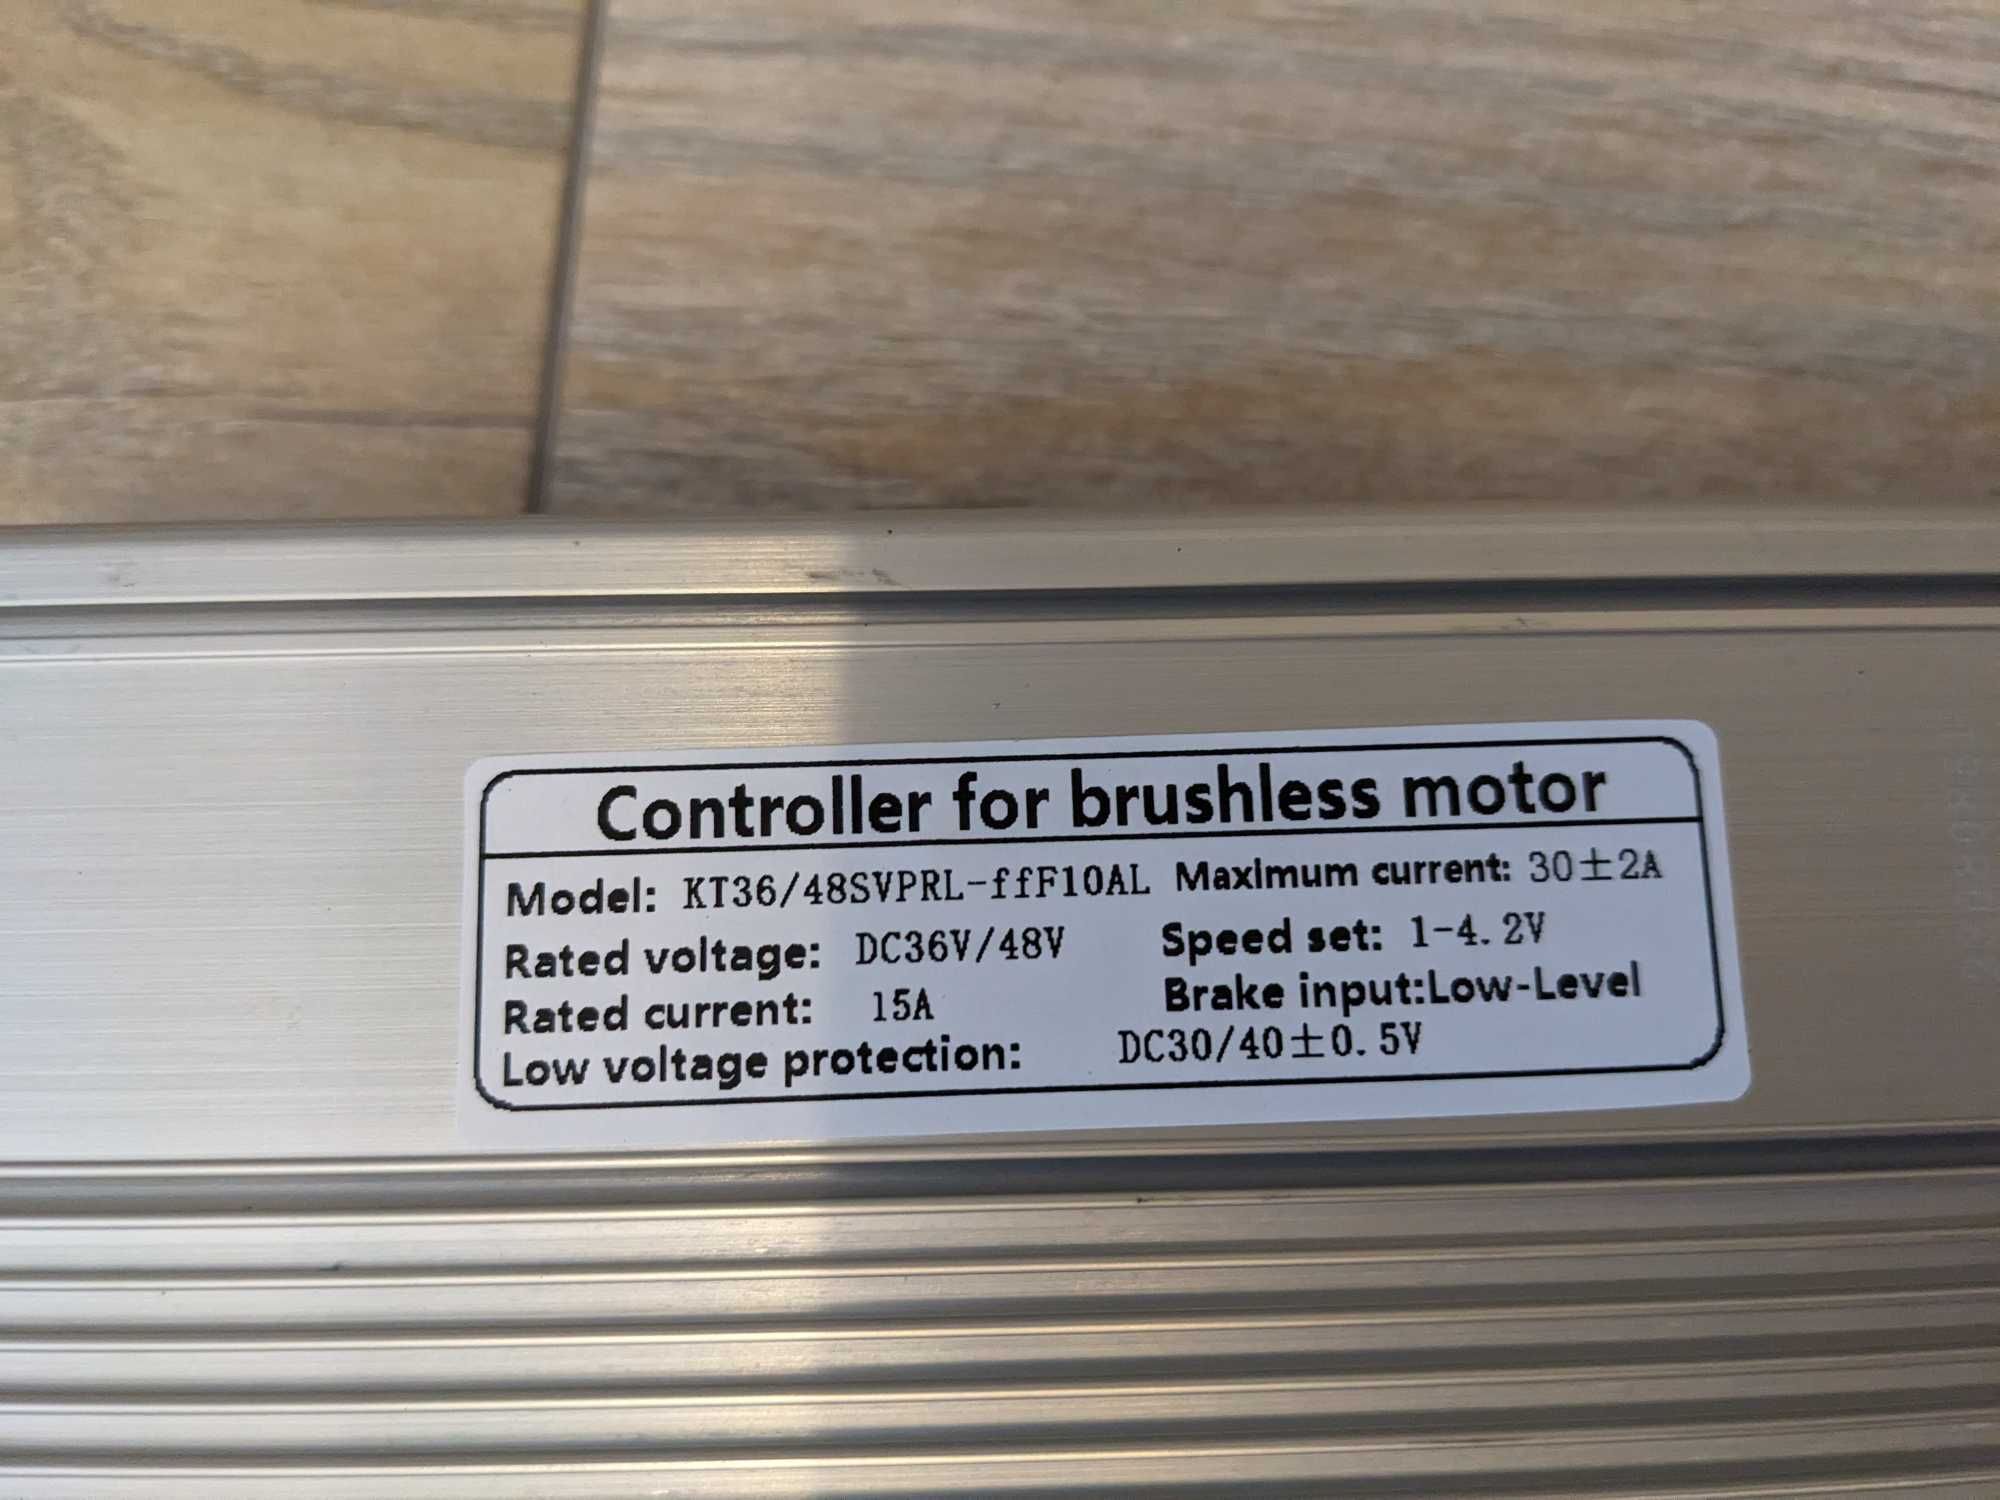 Controller for brushless motor
Model: KT36/48SVPRL-ffF10AL Maximum current: 30±2A
Rated voltage: DC36V/48V Speed set: 1-4.2V
Rated current: 15A Brake input:Low-Level
Low voltage protection: DC30/40±0.5V